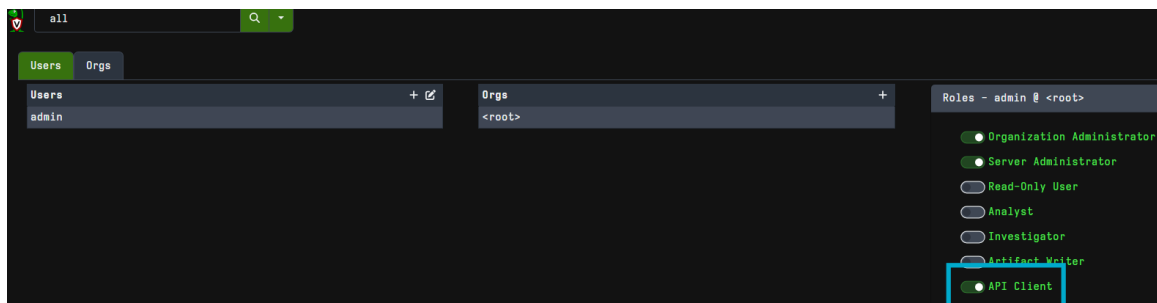 all
Users Orgs
Users
admin
Orgs
<root>
Roles - admin @ <root>
Organization Administrator
Server Administrator
Read-Only User
Analyst
Investigator
Artifact Writer
API Client